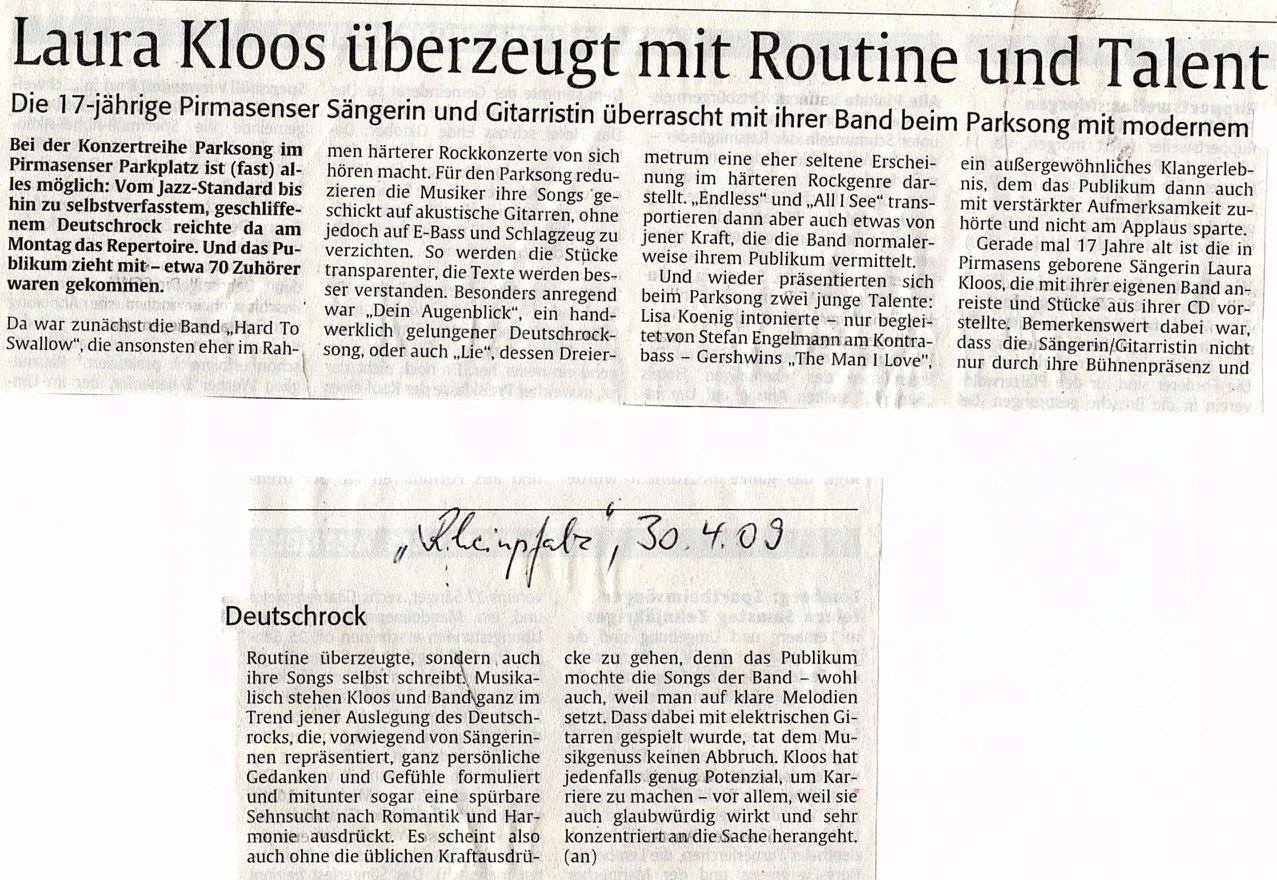 Laura Kloos überzeugt mit Routine und Talent
Die 17-jährige Pirmasenser Sängerin und Gitarristin überrascht mit ihrer Band beim Parksong mit modernem
Bei der Konzertreihe Parksong im
Pirmasenser Parkplatz ist (fast) al-
les möglich: Vom Jazz-Standard bis
hin zu selbstverfasstem, geschliffe-
nem Deutschrock reichte da am
Montag das Repertoire. Und das Pu-
blikum zieht mit – etwa 70 Zuhörer
waren gekommen.
Da war zunächst die Band „Hard To
Swallow“, die ansonsten eher im Rah-
men härterer Rockkonzerte von sich
hören macht. Für den Parksong redu-
zieren die Musiker ihre Songs ge-
schickt auf akustische Gitarren, ohne
jedoch auf E-Bass und Schlagzeug zu
verzichten. So werden die Stücke
transparenter, die Texte werden bes-
ser verstanden. Besonders anregend
war „Dein Augenblick“, ein hand-
werklich gelungener Deutschrock-
song, oder auch „Lie“, dessen Dreier-
metrum eine eher seltene Erschei-
nung im härteren Rockgenre dar-
stellt. „Endless“ und „All I See“ trans-
portieren dann aber auch etwas von
jener Kraft, die die Band normaler-
weise ihrem Publikum vermittelt.
Und wieder präsentierten sich
beim Parksong zwei junge Talente:
Lisa Koenig intonierte – nur beglei-
tet von Stefan Engelmann am Kontra-
bass – Gershwins „The Man I Love“,
ein außergewöhnliches Klangerleb-
nis, dem das Publikum dann auch
mit verstärkter Aufmerksamkeit zu-
hörte und nicht am Applaus sparte.
Gerade mal 17 Jahre alt ist die in
Pirmasens geborene Sängerin Laura
Kloos, die mit ihrer eigenen Band an-
reiste und Stücke aus ihrer CD vor-
stellte. Bemerkenswert dabei war,
dass die Sängerin/Gitarristin nicht
nur durch ihre Bühnenpräsenz und
„Rheinpfalz“, 30.4.09
Deutschrock
Routine überzeugte, sondern auch
ihre Songs selbst schreibt. Musika-
lisch stehen Kloos und Band ganz im
Trend jener Auslegung des Deutsch-
rocks, die, vorwiegend von Sängerin-
nen repräsentiert, ganz persönliche
Gedanken und Gefühle formuliert
und mitunter sogar eine spürbare
Sehnsucht nach Romantik und Har-
monie ausdrückt. Es scheint also
auch ohne die üblichen Kraftausdrü-
cke zu gehen, denn das Publikum
mochte die Songs der Band – wohl
auch, weil man auf klare Melodien
setzt. Dass dabei mit elektrischen Gi-
tarren gespielt wurde, tat dem Mu-
sikgenuss keinen Abbruch. Kloos hat
jedenfalls genug Potenzial, um Kar-
riere zu machen – vor allem, weil sie
auch glaubwürdig wirkt und sehr
konzentriert an die Sache herangeht.
(an)